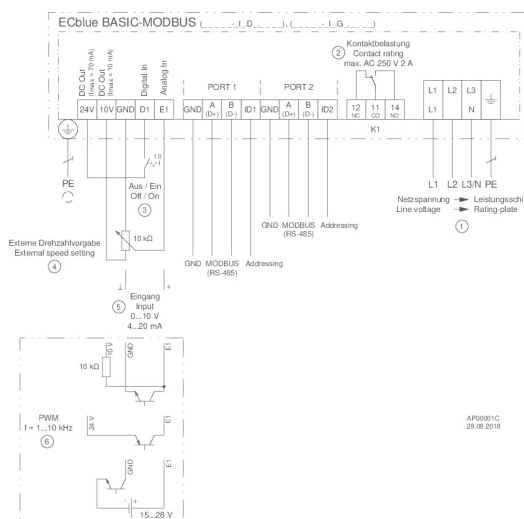 ECblue BASIC-MODBUS (_ _ _ _ _ -I_D_._ _ _ _), (_ _ _ _ - I_G_._ _ _ _)
DC Out
(Imax = 70 mA)
DC Out
(Imax = 10 mA)
Digital In
Analog In
PORT 1
PORT 2
2
Kontaktbelastung
Contact rating
max. AC 250 V 2 A
24V 10V GND D1 E1
GND A (D+) B (D-) ID1
GND A (D+) B (D-) ID2
12 NC 11 CO 14 NO
K1
L1 L2 L3
L1 N
PE
1 0
Aus / Ein
Off / On
3
10 kΩ
Externe Drehzahlvorgabe
External speed setting
4
GND MODBUS (RS-485) Addressing
GND MODBUS (RS-485) Addressing
L1 L2 L3/N PE
Netzspannung Leistungsschi
Line voltage Rating-plate
1
+
5
Eingang
Input
0...10 V
4...20 mA
10 V
GND
E1
10 kΩ
PWM
f = 1...10 kHz
6
24 V
E1
GND
E1
- +
15...28 V
AP00001C
28.08.2018